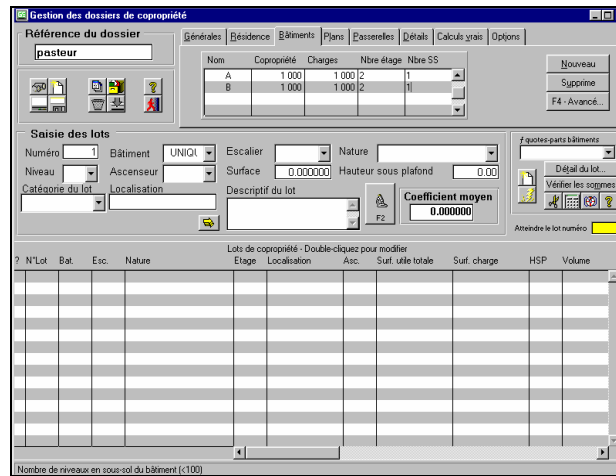 Gestion des dossiers de copropriété
Référence du dossier
pasteur
Générales Résidence Bâtiments Plans Passerelles Détails Calculs vrais Options
Nom Copropriété Charges Nbre étage Nbre SS
A 1 000 1 000 2 1
B 1 000 1 000 2 1
Nouveau
Supprime
F4 - Avancé...
Saisie des lots
Numéro 1 Bâtiment UNIQU Escalier Nature
Niveau Ascenseur Surface 0.000000 Hauteur sous plafond 0.00
Catégorie du lot Localisation Descriptif du lot
F2
Coefficient moyen
0.000000
f quotes-parts bâtiments
Détail du lot...
Vérifier les sommes
Atteindre le lot numéro
Lots de copropriété - Double-cliquez pour modifier
? N°Lot Bat. Esc. Nature Etage Localisation Asc. Surf. utile totale Surf. charge HSP Volume
Nombre de niveaux en sous-sol du bâtiment (<100)